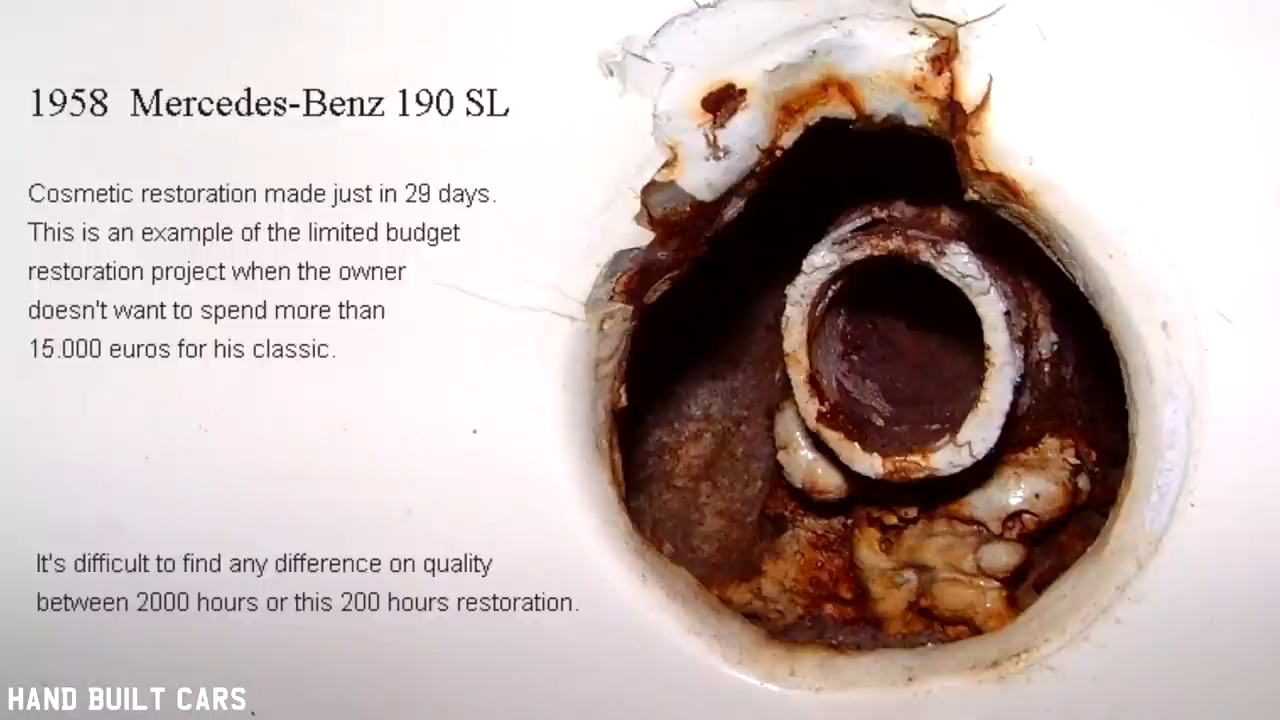 1958 Mercedes-Benz 190 SL
Cosmetic restoration made just in 29 days.
This is an example of the limited budget
restoration project when the owner
doesn't want to spend more than
15.000 euros for his classic.
It's difficult to find any difference on quality
between 2000 hours or this 200 hours restoration.
HAND BUILT CARS